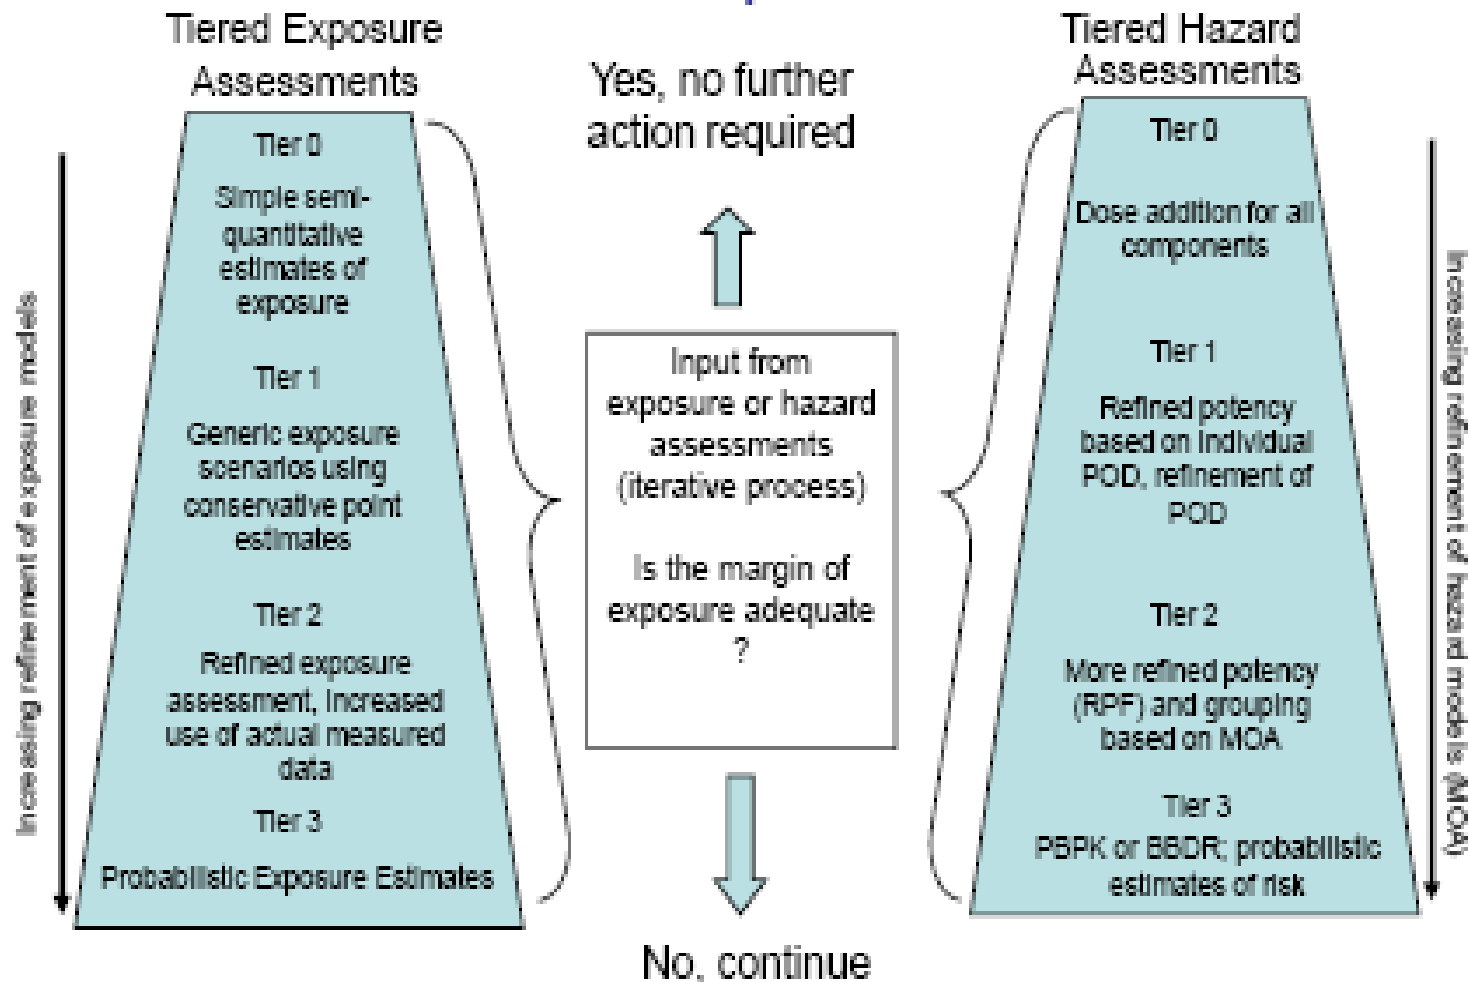 Tiered Exposure
Assessments
Tier 0
Simple semi-
quantitative
estimates of
exposure
Tier 1
Generic exposure
scenarios using
conservative point
estimates
Tier 2
Refined exposure
assessment, increased
use of actual measured
data
Tier 3
Probabilistic Exposure Estimates
Increasing refinement of exposure models
Yes, no further
action required
Input from
exposure or hazard
assessments
(iterative process)
Is the margin of
exposure adequate
?
No, continue
Tiered Hazard
Assessments
Tier 0
Dose addition for all
components
Tier 1
Refined potency
based on individual
POD, refinement of
POD
Tier 2
More refined potency
(RPF) and grouping
based on MOA
Tier 3
PBPK or BBDR; probabilistic
estimates of risk
Increasing refinement of hazard models (MOA)